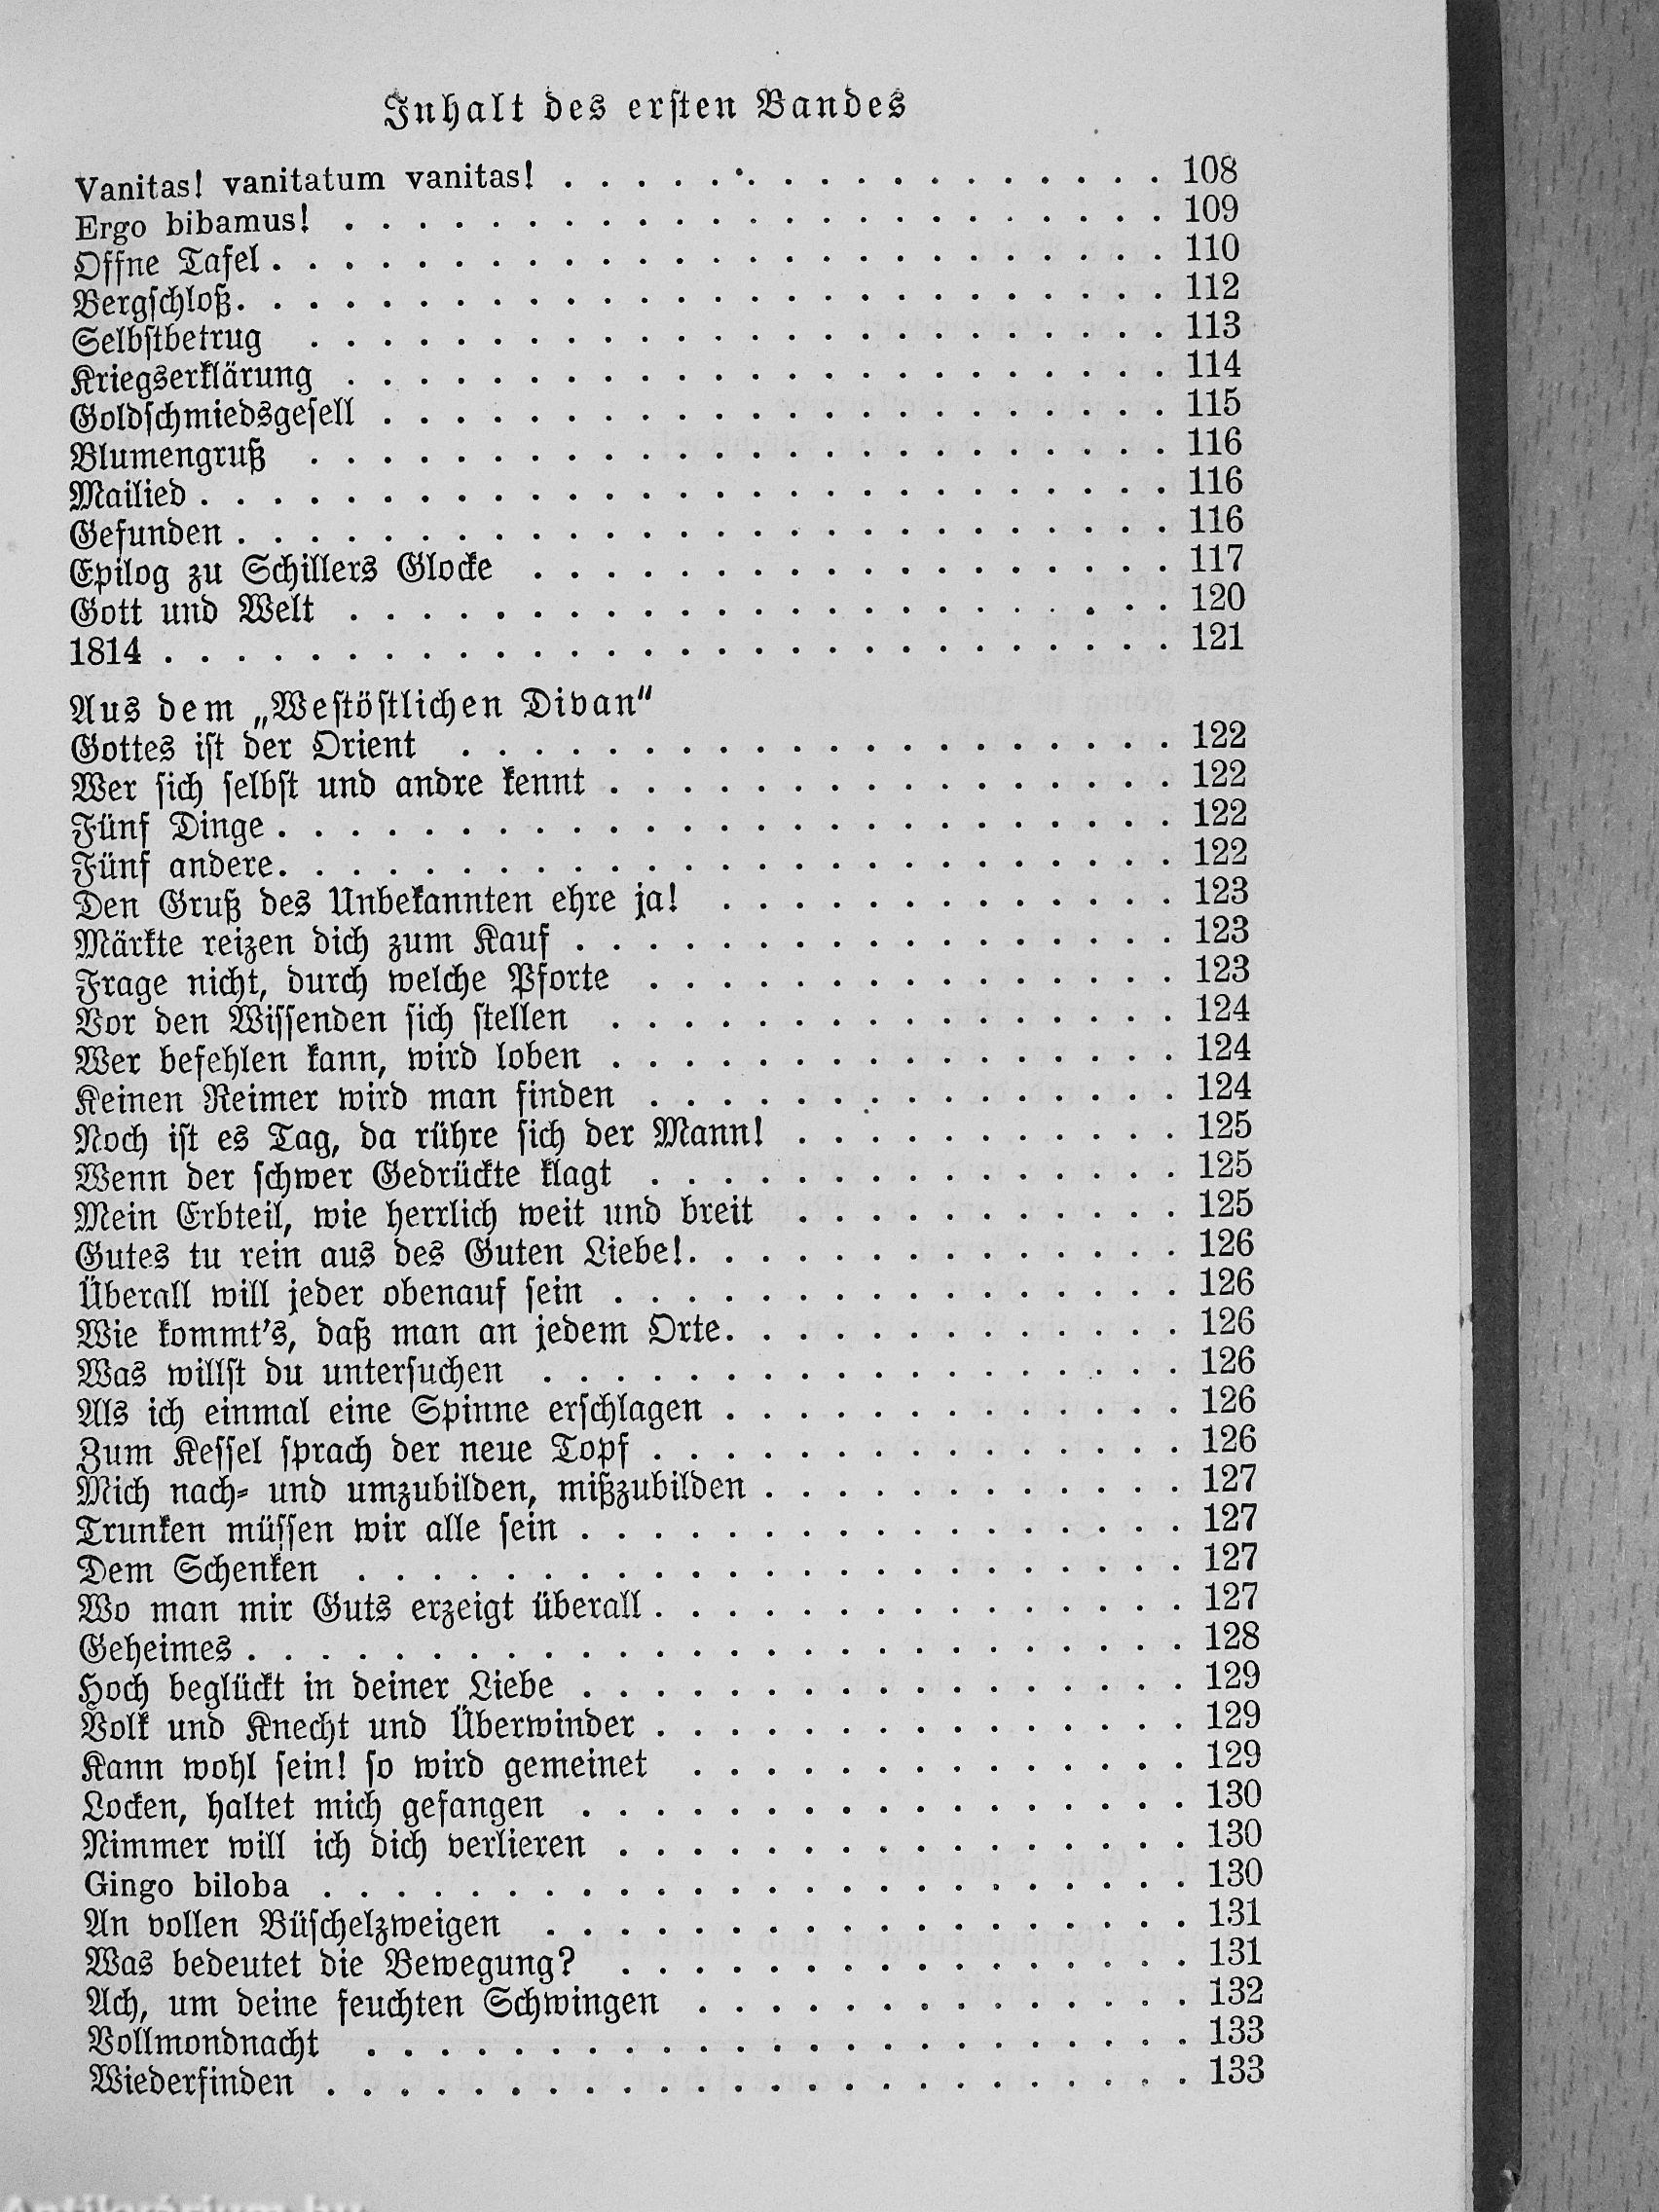 Inhalt des ersten Bandes
Vanitas! vanitatum vanitas! . . . . . . . . . . . . . . . . . 108
Ergo bibamus! . . . . . . . . . . . . . . . . . . . . . . . 109
Offne Tafel . . . . . . . . . . . . . . . . . . . . . . . . . 110
Bergschloß . . . . . . . . . . . . . . . . . . . . . . . . . . 112
Selbstbetrug . . . . . . . . . . . . . . . . . . . . . . . . 113
Kriegserklärung . . . . . . . . . . . . . . . . . . . . . . . 114
Goldschmiedsgesell . . . . . . . . . . . . . . . . . . . . . . 115
Blumengruß . . . . . . . . . . . . . . . . . . . . . . . . 116
Mailied . . . . . . . . . . . . . . . . . . . . . . . . . . . 116
Gefunden . . . . . . . . . . . . . . . . . . . . . . . . . . 116
Epilog zu Schillers Glocke . . . . . . . . . . . . . . . . . . 117
Gott und Welt . . . . . . . . . . . . . . . . . . . . . . . 120
1814 . . . . . . . . . . . . . . . . . . . . . . . . . . . . 121
Aus dem „Westöstlichen Divan“
Gottes ist der Orient . . . . . . . . . . . . . . . . . . . . 122
Wer sich selbst und andre kennt . . . . . . . . . . . . . . . . 122
Fünf Dinge . . . . . . . . . . . . . . . . . . . . . . . . . 122
Fünf andere . . . . . . . . . . . . . . . . . . . . . . . . . 122
Den Gruß des Unbekannten ehre ja! . . . . . . . . . . . . . 123
Märkte reizen dich zum Kauf . . . . . . . . . . . . . . . . . 123
Frage nicht, durch welche Pforte . . . . . . . . . . . . . . . 123
Vor den Wissenden sich stellen . . . . . . . . . . . . . . . . 124
Wer befehlen kann, wird loben . . . . . . . . . . . . . . . . 124
Keinen Reimer wird man finden . . . . . . . . . . . . . . . 124
Noch ist es Tag, da rühre sich der Mann! . . . . . . . . . . . 125
Wenn der schwer Gedrückte klagt . . . . . . . . . . . . . . . 125
Mein Erbteil, wie herrlich weit und breit . . . . . . . . . . . 125
Gutes tu rein aus des Guten Liebe! . . . . . . . . . . . . . . 126
Überall will jeder obenauf sein . . . . . . . . . . . . . . . . 126
Wie kommt's, daß man an jedem Orte . . . . . . . . . . . . . 126
Was willst du untersuchen . . . . . . . . . . . . . . . . . . 126
Als ich einmal eine Spinne erschlagen . . . . . . . . . . . . . 126
Zum Kessel sprach der neue Topf . . . . . . . . . . . . . . . 126
Mich nach- und umzubilden, mißzubilden . . . . . . . . . . . . 127
Trunken müssen wir alle sein . . . . . . . . . . . . . . . . . 127
Dem Schenken . . . . . . . . . . . . . . . . . . . . . . . 127
Wo man mir Guts erzeigt überall . . . . . . . . . . . . . . . 127
Geheimes . . . . . . . . . . . . . . . . . . . . . . . . . . 128
Hoch beglückt in deiner Liebe . . . . . . . . . . . . . . . . . 129
Volk und Knecht und Überwinder . . . . . . . . . . . . . . . 129
Kann wohl sein! so wird gemeinet . . . . . . . . . . . . . . 129
Locken, haltet mich gefangen . . . . . . . . . . . . . . . . . 130
Nimmer will ich dich verlieren . . . . . . . . . . . . . . . . 130
Gingo biloba . . . . . . . . . . . . . . . . . . . . . . . . 130
An vollen Büschelzweigen . . . . . . . . . . . . . . . . . . 131
Was bedeutet die Bewegung? . . . . . . . . . . . . . . . . 131
Ach, um deine feuchten Schwingen . . . . . . . . . . . . . . 132
Vollmondnacht . . . . . . . . . . . . . . . . . . . . . . . 133
Wiederfinden . . . . . . . . . . . . . . . . . . . . . . . . 133